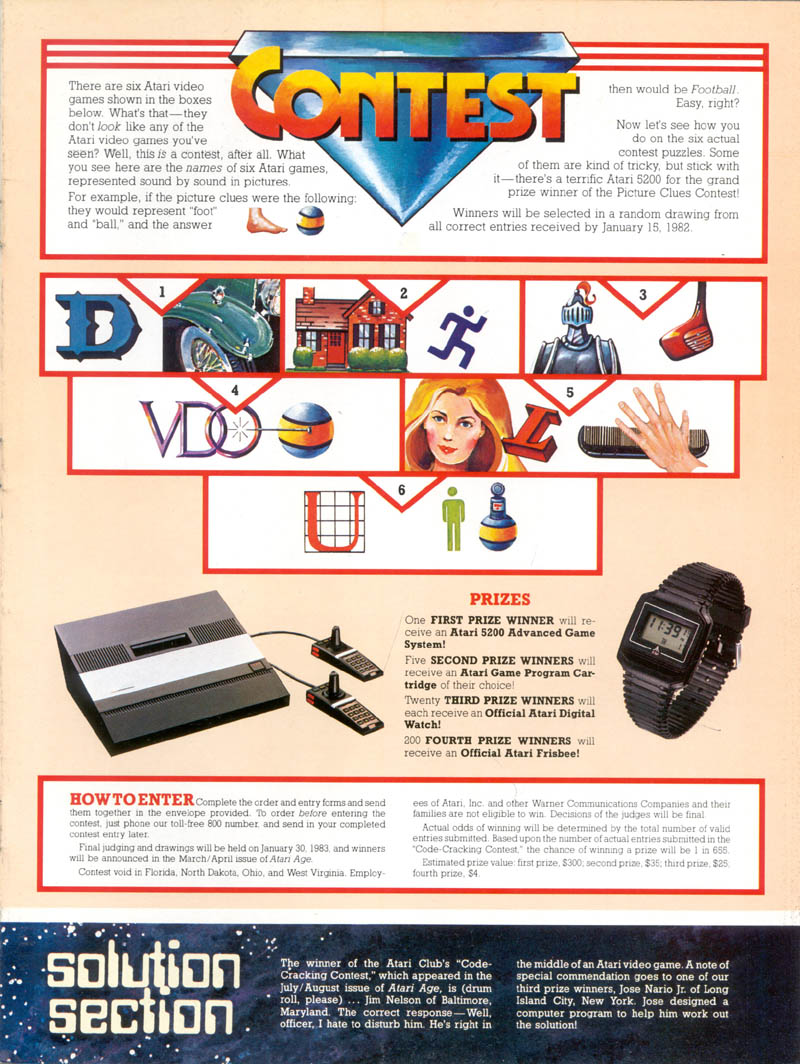 CONTEST
There are six Atari video
games shown in the boxes
below. What's that—they
don't look like any of the
Atari video games you've
seen? Well, this is a contest, after all. What
you see here are the names of six Atari games,
represented sound by sound in pictures.
For example, if the picture clues were the following:
they would represent "foot"
and "ball," and the answer
then would be Football.
Easy, right?
Now let's see how you
do on the six actual
contest puzzles. Some
of them are kind of tricky, but stick with
it—there's a terrific Atari 5200 for the grand
prize winner of the Picture Clues Contest!
Winners will be selected in a random drawing from
all correct entries received by January 15, 1982.
1
D
2
3
4
VDO
5
L
6
U
PRIZES
One FIRST PRIZE WINNER will re-
ceive an Atari 5200 Advanced Game
System!
Five SECOND PRIZE WINNERS will
receive an Atari Game Program Car-
tridge of their choice!
Twenty THIRD PRIZE WINNERS will
each receive an Official Atari Digital
Watch!
200 FOURTH PRIZE WINNERS will
receive an Official Atari Frisbee!
11:39
HOW TO ENTER Complete the order and entry forms and send
them together in the envelope provided. To order before entering the
contest, just phone our toll-free 800 number, and send in your completed
contest entry later.
Final judging and drawings will be held on January 30, 1983, and winners
will be announced in the March/April issue of Atari Age.
Contest void in Florida, North Dakota, Ohio, and West Virginia. Employ-
ees of Atari, Inc. and other Warner Communications Companies and their
families are not eligible to win. Decisions of the judges will be final.
Actual odds of winning will be determined by the total number of valid
entries submitted. Based upon the number of actual entries submitted in the
"Code-Cracking Contest," the chance of winning a prize will be 1 in 655.
Estimated prize value: first prize, $300; second prize, $35; third prize, $25;
fourth prize, $4.
solution
section
The winner of the Atari Club's "Code-
Cracking Contest," which appeared in the
July/August issue of Atari Age, is (drum
roll, please) ... Jim Nelson of Baltimore,
Maryland. The correct response—Well,
officer, I hate to disturb him. He's right in
the middle of an Atari video game. A note of
special commendation goes to one of our
third prize winners, Jose Nario Jr. of Long
Island City, New York. Jose designed a
computer program to help him work out
the solution!